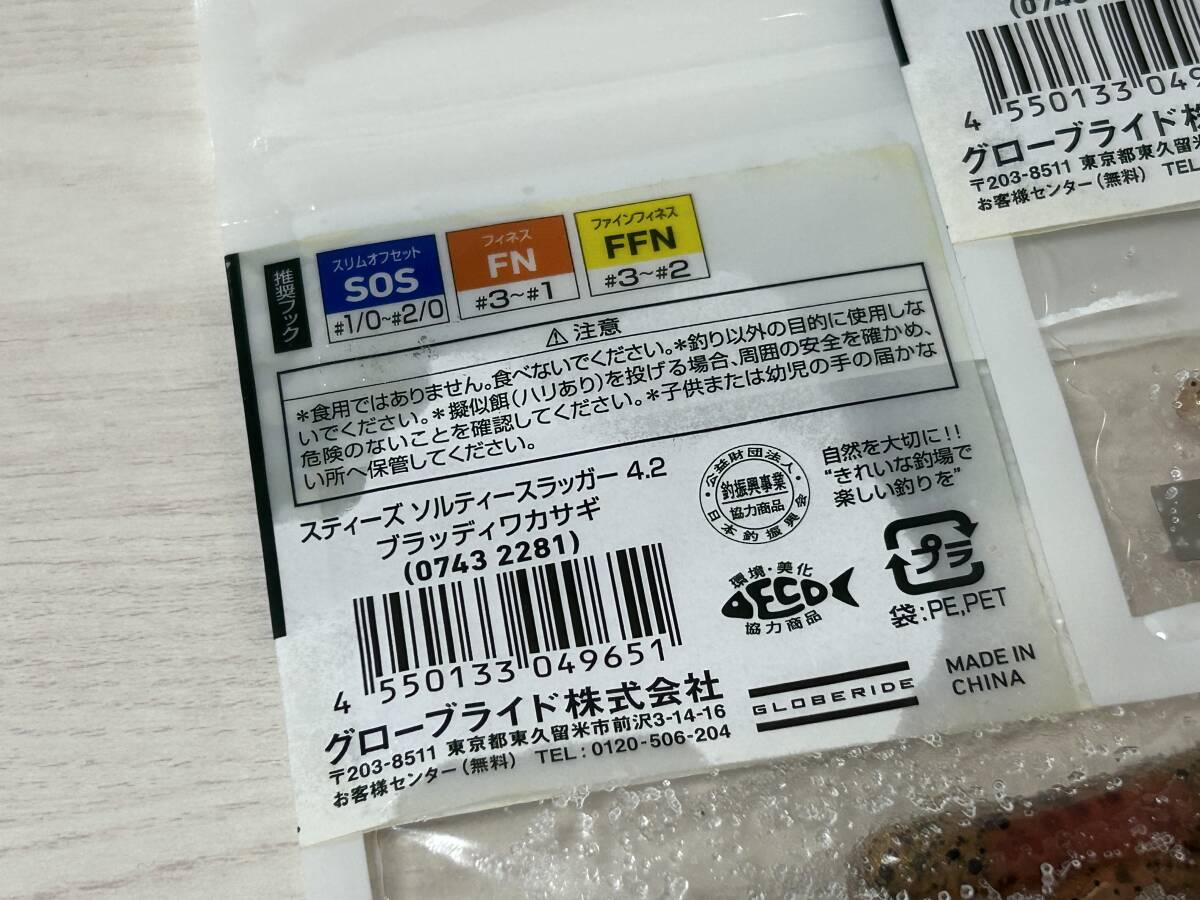 推奨フック
スリムオフセット
SOS
#1/0~#2/0
フィネス
FN
#3~#1
ファインフィネス
FFN
#3~#2
⚠注意
*食用ではありません。食べないでください。*釣り以外の目的に使用しな
いでください。*擬似餌(ハリあり)を投げる場合、周囲の安全を確かめ、
危険のないことを確認してください。*子供または幼児の手の届かな
い所へ保管してください。
スティーズ ソルティースラッガー 4.2
ブラッディワカサギ
(0743 2281)
4 550133 049651
グローブライド株式会社
〒203-8511 東京都東久留米市前沢3-14-16
お客様センター(無料) TEL:0120-506-204
公益財団法人
釣振興事業
協力商品
日本釣振興会
自然を大切に!!
"きれいな釣場で
楽しい釣りを"
環境・美化
ECO
協力商品
プラ
袋:PE,PET
GLOBERIDE
MADE IN
CHINA
(0743
4 550133 049
グローブライド株
〒203-8511 東京都東久留米
お客様センター(無料) TEL